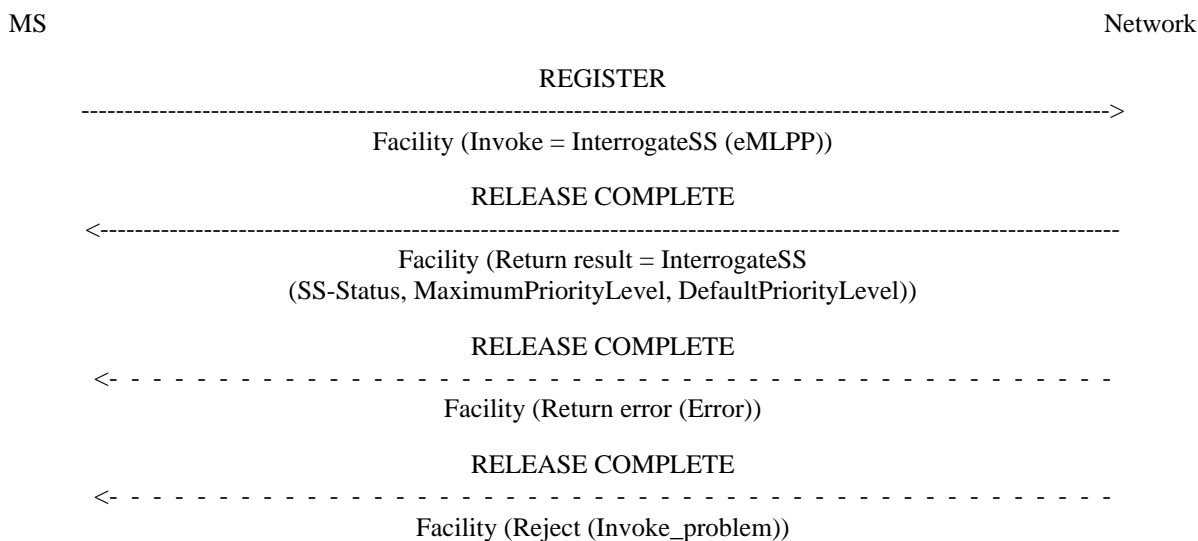 MS Network
REGISTER
Facility (Invoke = InterrogateSS (eMLPP))
RELEASE COMPLETE
Facility (Return result = InterrogateSS
(SS-Status, MaximumPriorityLevel, DefaultPriorityLevel))
RELEASE COMPLETE
Facility (Return error (Error))
RELEASE COMPLETE
Facility (Reject (Invoke_problem))